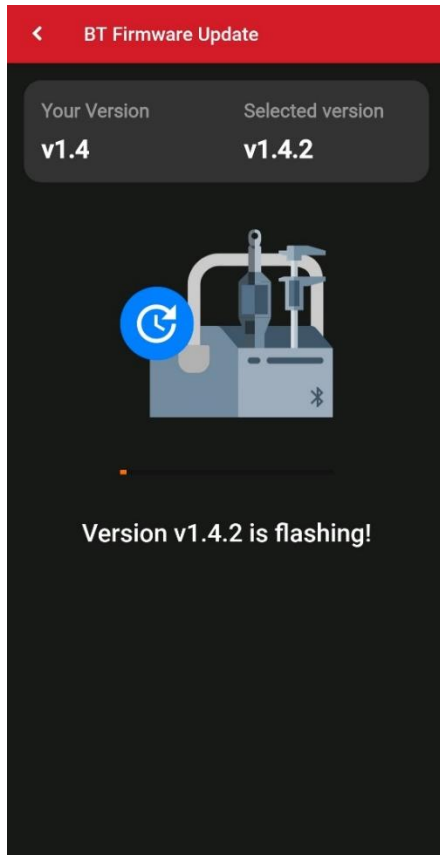 BT Firmware Update
Your Version Selected version
v1.4 v1.4.2
Version v1.4.2 is flashing!